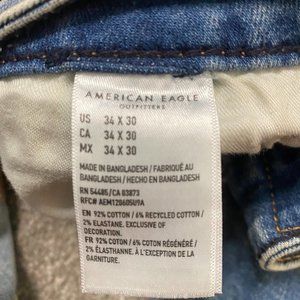 AMERICAN EAGLE
OUTFITTERS
US 34 X 30
CA 34 X 30
MX 34 X 30
MADE IN BANGLADESH / FABRIQUÉ AU
BANGLADESH / HECHO EN BANGLADESH
RN 54485/CA 03873
RFC# AEM120605U9A
EN 92% COTTON / 6% RECYCLED COTTON /
2% ELASTANE. EXCLUSIVE OF
DECORATION.
FR 92% COTON / 6% COTON RÉGÉNÉRÉ /
2% ÉLASTHANNE. À L'EXCEPTION DE LA
GARNITURE.